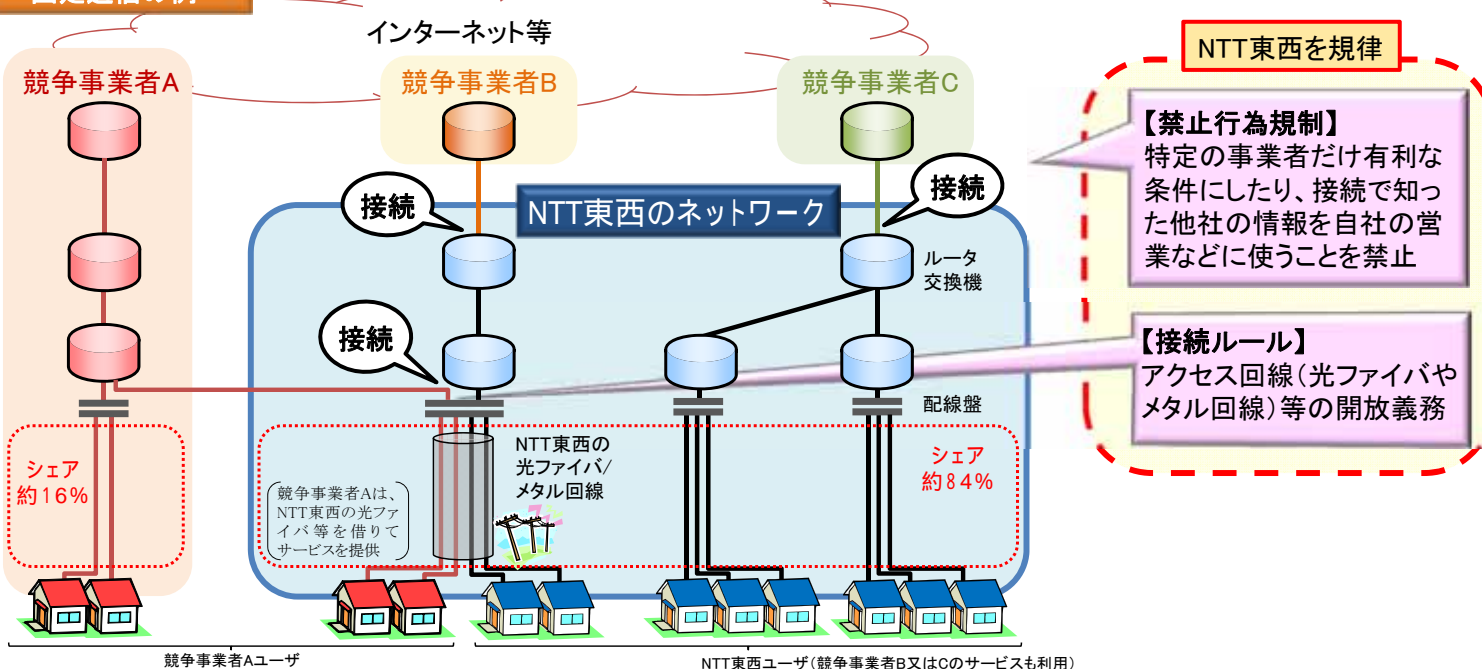 インターネット等
競争事業者A
競争事業者B
競争事業者C
NTT東西を規律
【禁止行為規制】
特定の事業者だけ有利な
条件にしたり、接続で知っ
た他社の情報を自社の営
業などに使うことを禁止
接続
接続
NTT東西のネットワーク
ルータ
交換機
接続
【接続ルール】
アクセス回線(光ファイバや
メタル回線)等の開放義務
配線盤
シェア
約16%
NTT東西の
光ファイバ/
メタル回線
シェア
約84%
競争事業者Aは、
NTT東西の光ファ
イバ等を借りて
サービスを提供
競争事業者Aユーザ
NTT東西ユーザ(競争事業者B又はCのサービスも利用)